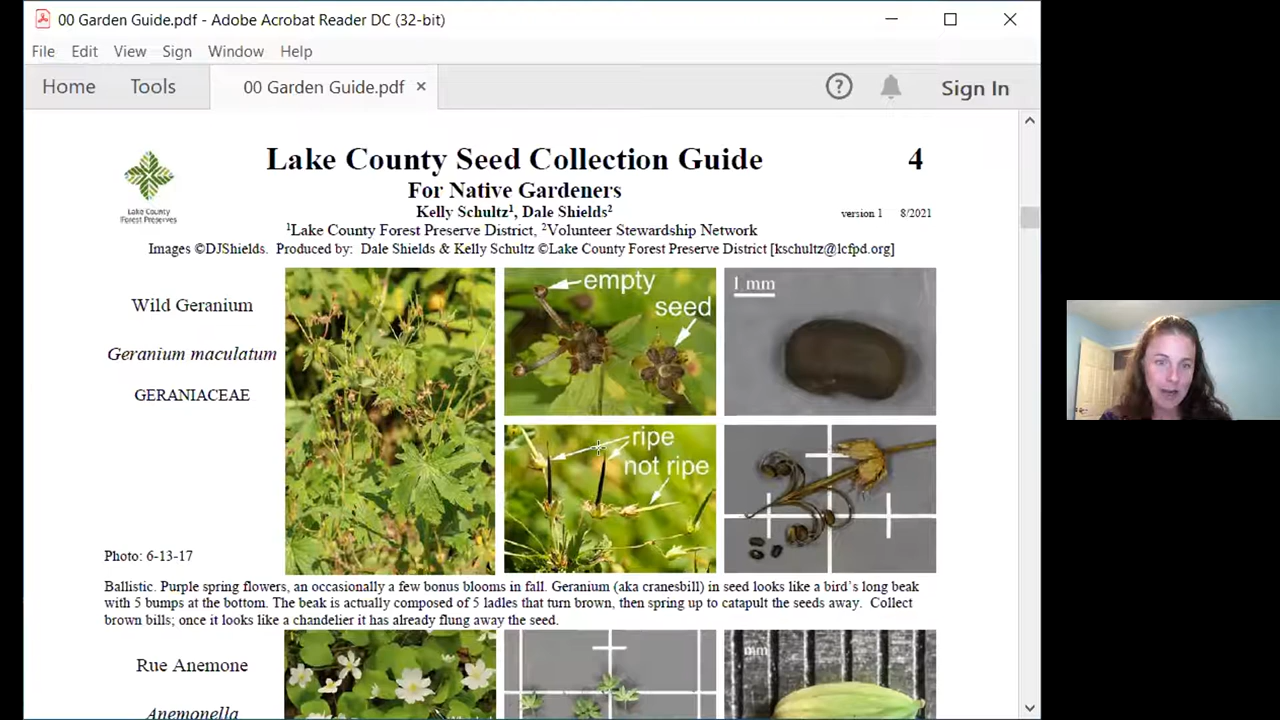 00 Garden Guide.pdf - Adobe Acrobat Reader DC (32-bit)
File Edit View Sign Window Help
Home Tools 00 Garden Guide.pdf × ? Sign In
Lake County Seed Collection Guide 4
For Native Gardeners
Kelly Schultz¹, Dale Shields²
version 1 8/2021
Lake County
Forest Preserves
¹Lake County Forest Preserve District, ²Volunteer Stewardship Network
Images ©DJShields. Produced by: Dale Shields & Kelly Schultz ©Lake County Forest Preserve District [kschultz@lcfpd.org]
Wild Geranium
Geranium maculatum
GERANIACEAE
empty
seed
1 mm
ripe
not ripe
Photo: 6-13-17
Ballistic. Purple spring flowers, an occasionally a few bonus blooms in fall. Geranium (aka cranesbill) in seed looks like a bird's long beak
with 5 bumps at the bottom. The beak is actually composed of 5 ladles that turn brown, then spring up to catapult the seeds away. Collect
brown bills; once it looks like a chandelier it has already flung away the seed.
Rue Anemone
Anemonella
mm